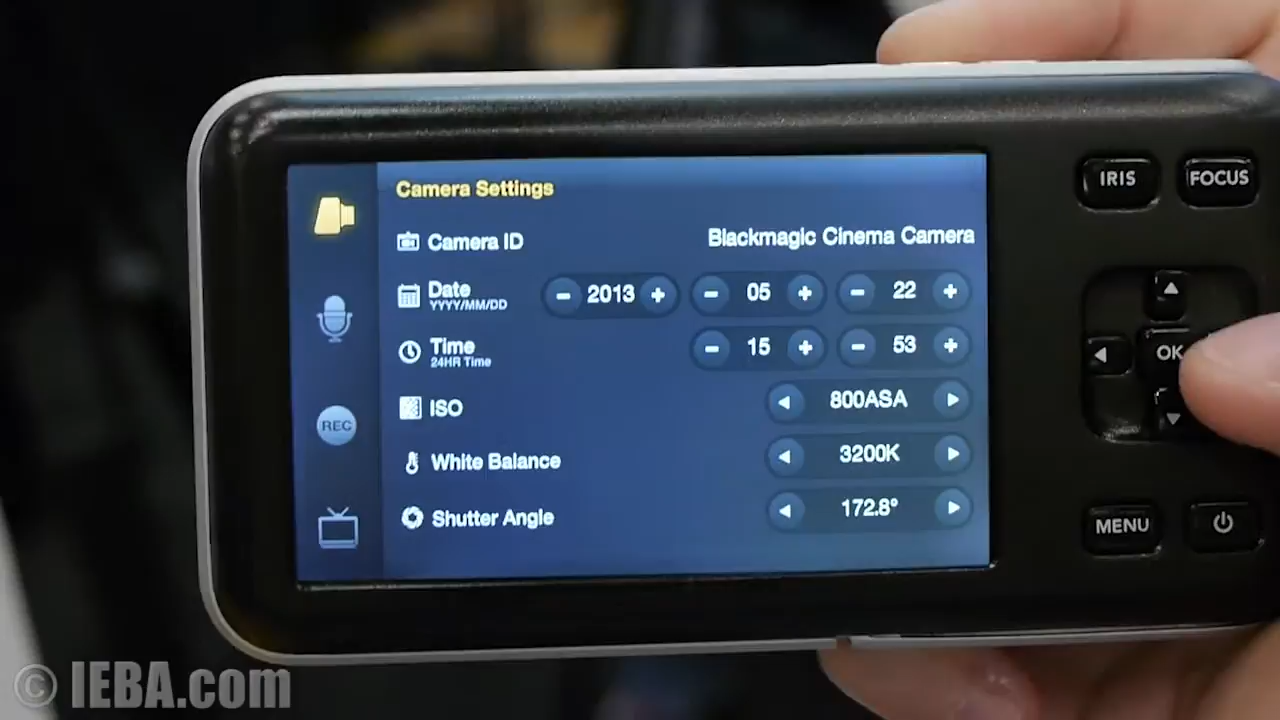 Camera Settings
Camera ID Blackmagic Cinema Camera
Date - 2013 + - 05 + - 22 +
YYYY/MM/DD
Time - 15 + - 53 +
24HR Time
ISO 800ASA
White Balance 3200K
Shutter Angle 172.8°
REC
IRIS FOCUS
OK
MENU
© IEBA.com